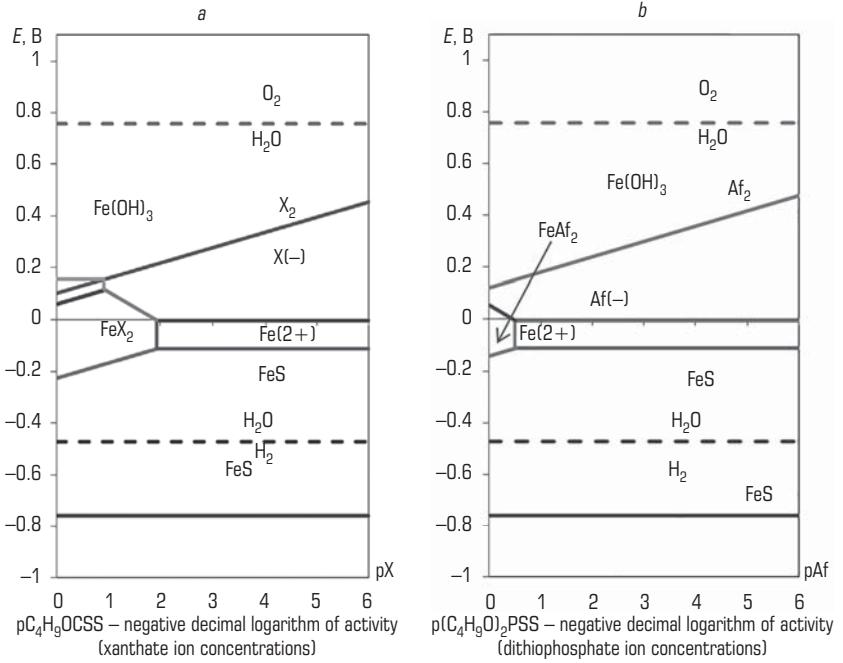 a
E, B
1
0.8
0.6
0.4
0.2
0
−0.2
−0.4
−0.6
−0.8
−1
O₂
H₂O
Fe(OH)₃
X₂
X(−)
FeX₂
Fe(2+)
FeS
H₂O
H₂
FeS
pX
0 1 2 3 4 5 6
pC₄H₉OCSS – negative decimal logarithm of activity
(xanthate ion concentrations)
b
E, B
1
0.8
0.6
0.4
0.2
0
−0.2
−0.4
−0.6
−0.8
−1
O₂
H₂O
Fe(OH)₃
Af₂
FeAf₂
Af(−)
Fe(2+)
FeS
H₂O
H₂
FeS
pAf
0 1 2 3 4 5 6
p(C₄H₉O)₂PSS – negative decimal logarithm of activity
(dithiophosphate ion concentrations)